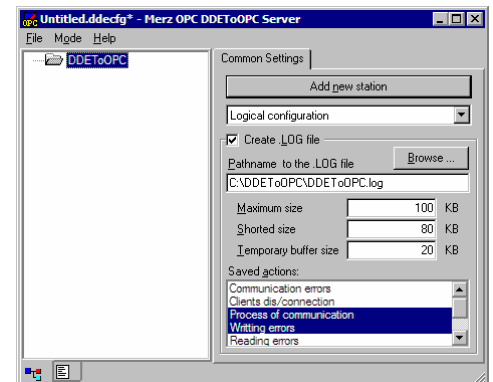 Untitled.ddecfg* - Merz OPC DDEToOPC Server
File Mode Help
DDEToOPC
Common Settings
Add new station
Logical configuration
Create .LOG file
Pathname to the .LOG file
Browse ...
C:\DDEToOPC\DDEToOPC.log
Maximum size 100 KB
Shorted size 80 KB
Temporary buffer size 20 KB
Saved actions:
Communication errors
Clients dis/connection
Process of communication
Writting errors
Reading errors